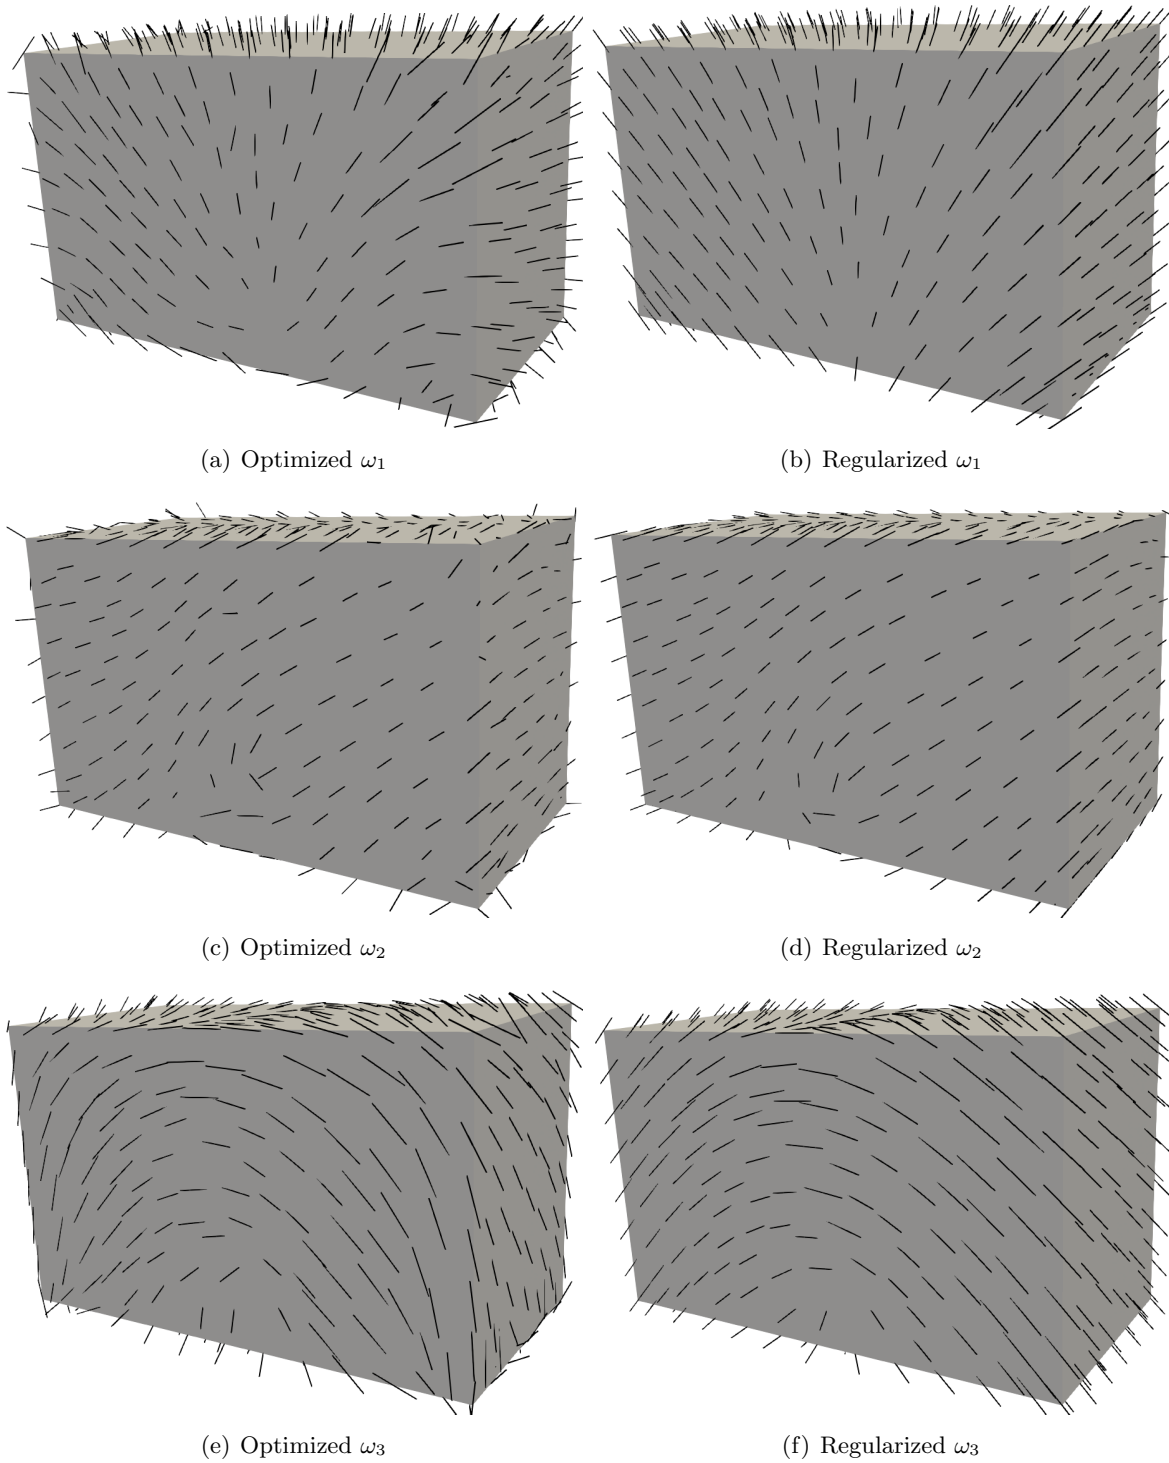 (a) Optimized ω₁
(b) Regularized ω₁
(c) Optimized ω₂
(d) Regularized ω₂
(e) Optimized ω₃
(f) Regularized ω₃